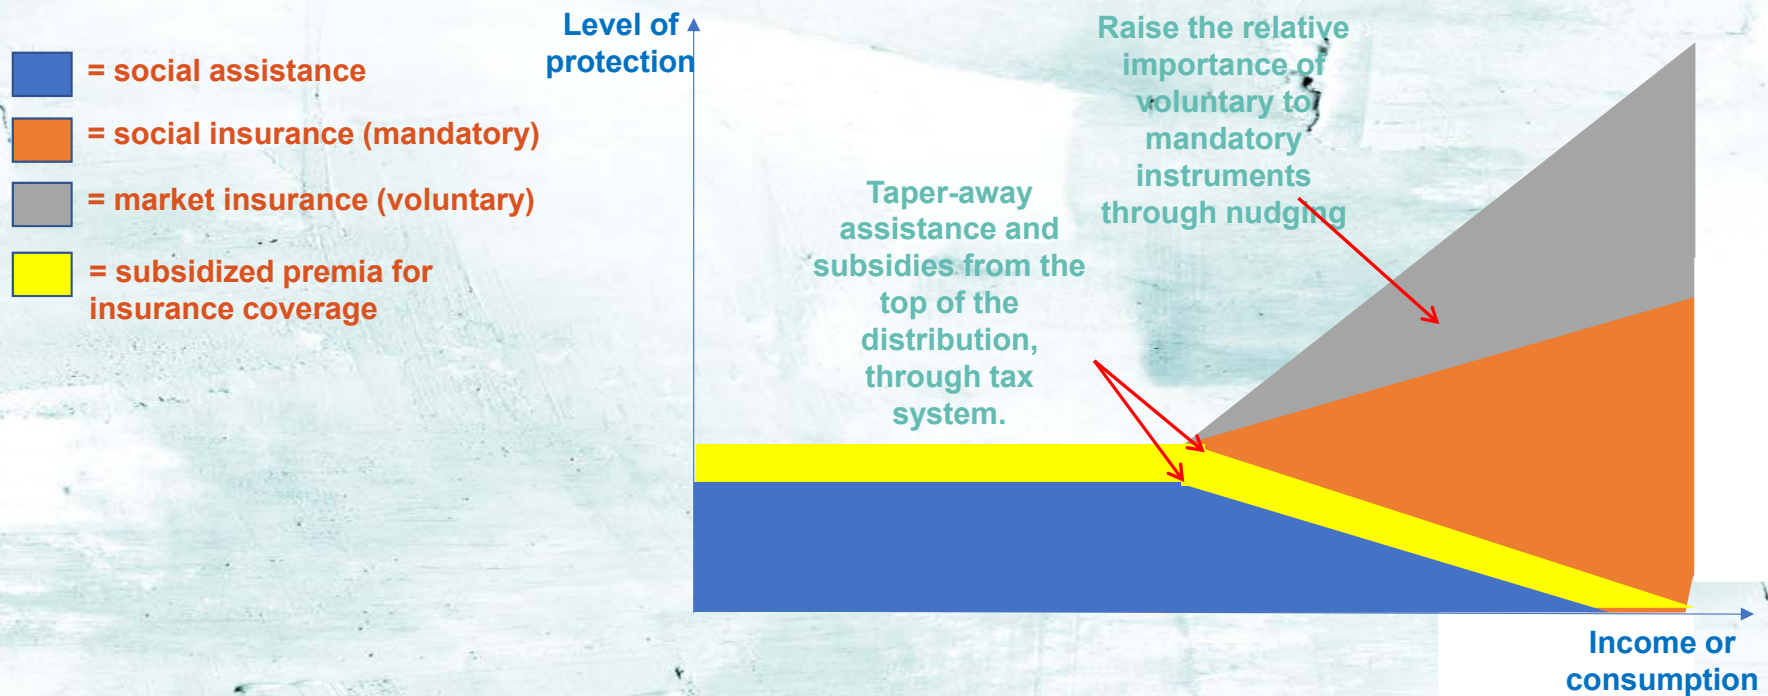 = social assistance
= social insurance (mandatory)
= market insurance (voluntary)
= subsidized premia for
insurance coverage
Level of
protection
Taper-away
assistance and
subsidies from the
top of the
distribution,
through tax
system.
Raise the relative
importance of
voluntary to
mandatory
instruments
through nudging
Income or
consumption